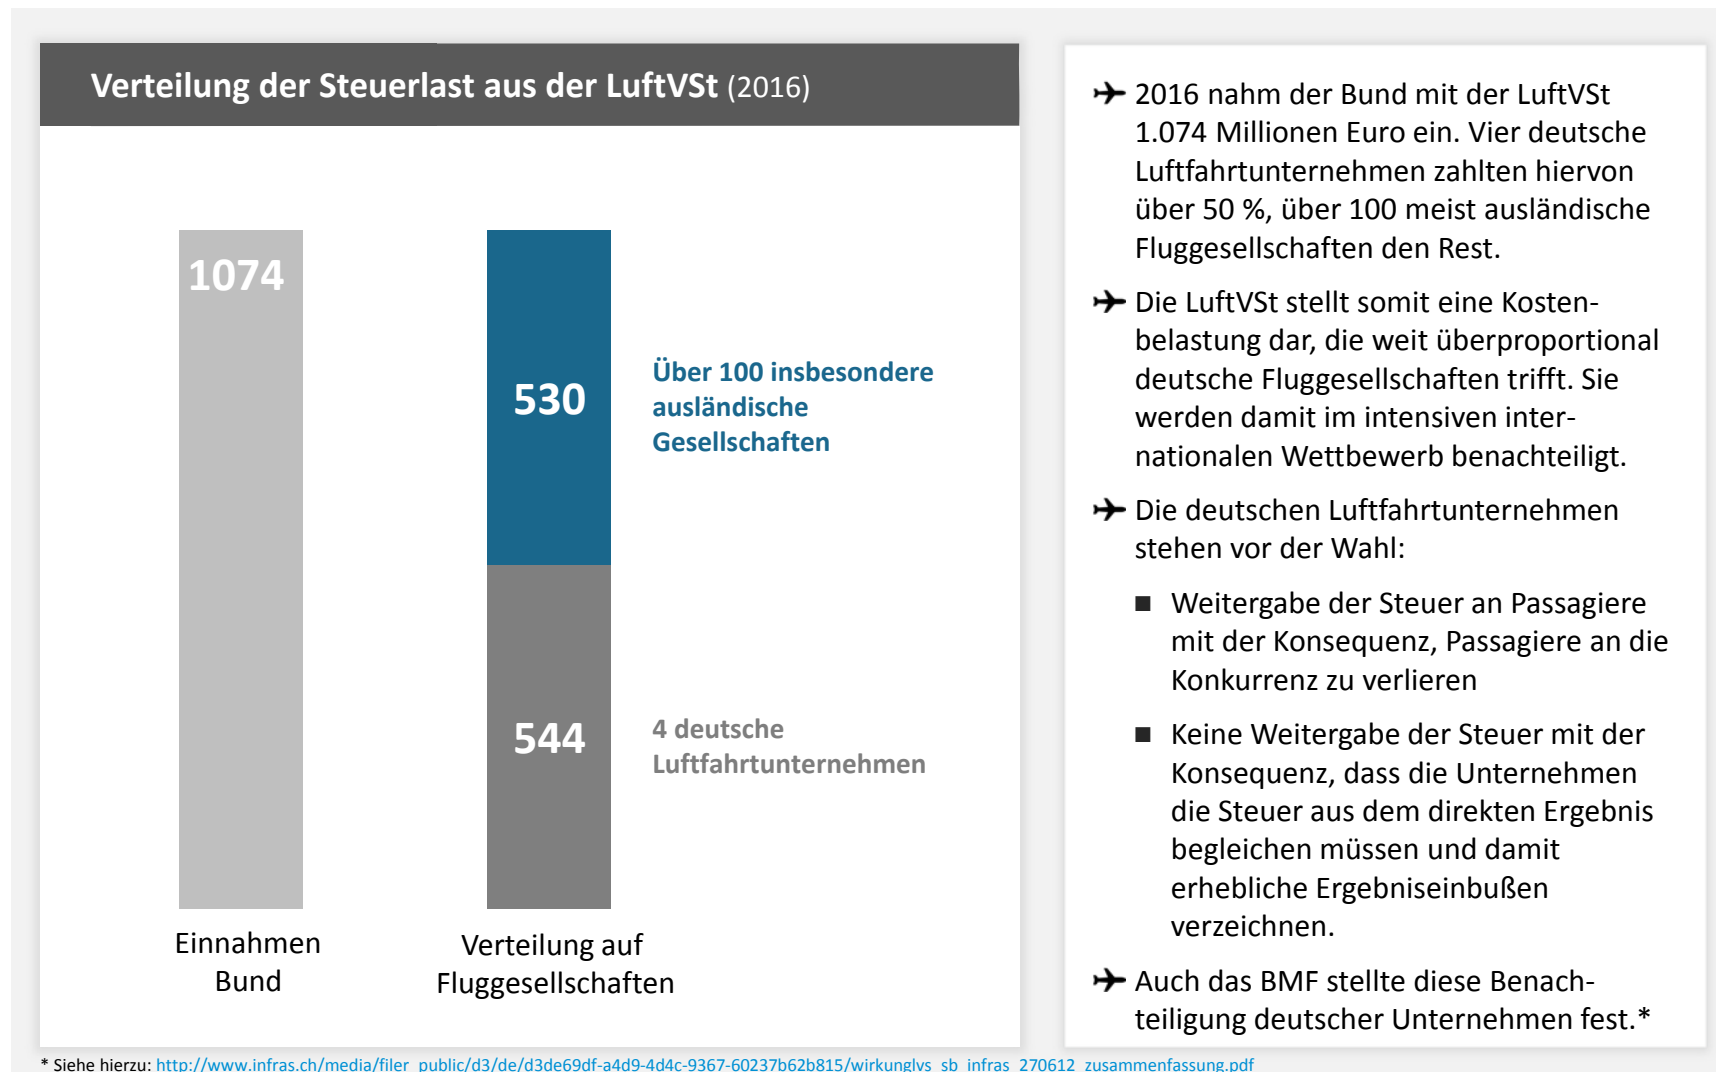 Verteilung der Steuerlast aus der LuftVSt (2016)
1074
530
Über 100 insbesondere
ausländische
Gesellschaften
544
4 deutsche
Luftfahrtunternehmen
Einnahmen
Bund
Verteilung auf
Fluggesellschaften
2016 nahm der Bund mit der LuftVSt
1.074 Millionen Euro ein. Vier deutsche
Luftfahrtunternehmen zahlten hiervon
über 50 %, über 100 meist ausländische
Fluggesellschaften den Rest.
Die LuftVSt stellt somit eine Kosten-
belastung dar, die weit überproportional
deutsche Fluggesellschaften trifft. Sie
werden damit im intensiven inter-
nationalen Wettbewerb benachteiligt.
Die deutschen Luftfahrtunternehmen
stehen vor der Wahl:
■ Weitergabe der Steuer an Passagiere
mit der Konsequenz, Passagiere an die
Konkurrenz zu verlieren
■ Keine Weitergabe der Steuer mit der
Konsequenz, dass die Unternehmen
die Steuer aus dem direkten Ergebnis
begleichen müssen und damit
erhebliche Ergebniseinbußen
verzeichnen.
Auch das BMF stellte diese Benach-
teiligung deutscher Unternehmen fest.*
* Siehe hierzu: http://www.infras.ch/media/filer_public/d3/de/d3de69df-a4d9-4d4c-9367-60237b62b815/wirkunglvs_sb_infras_270612_zusammenfassung.pdf